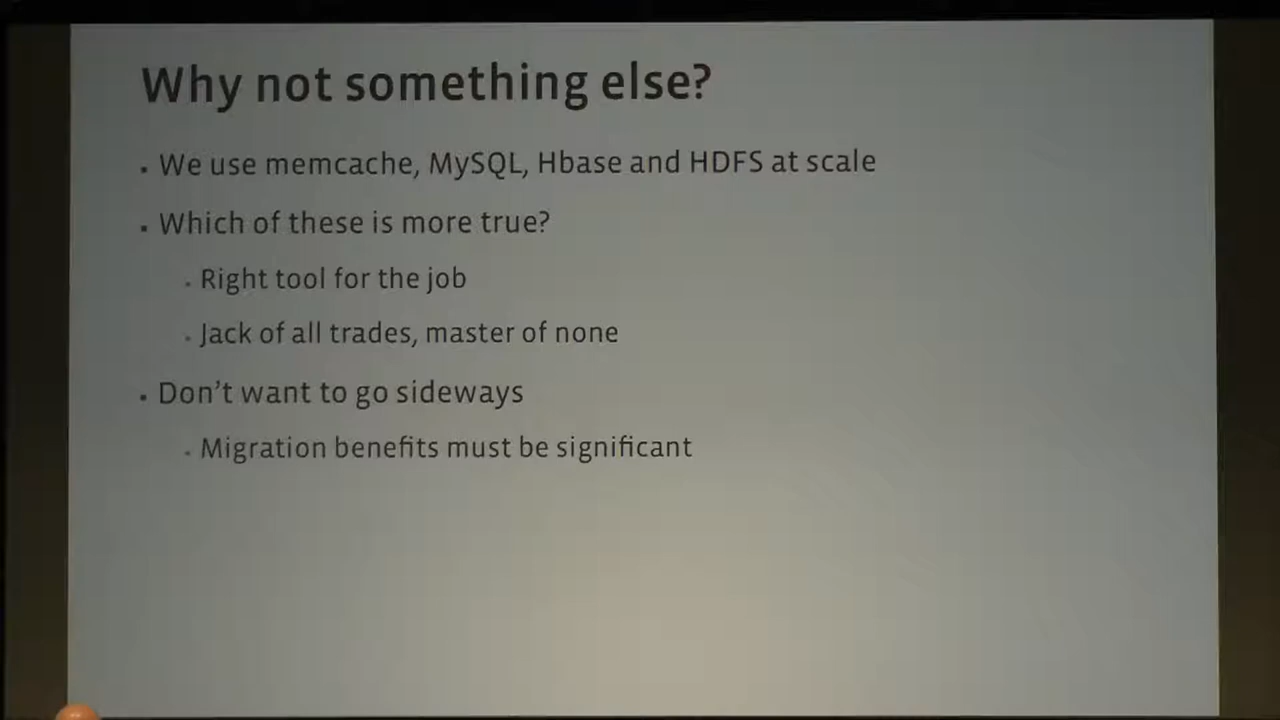 Why not something else?
▪ We use memcache, MySQL, Hbase and HDFS at scale
▪ Which of these is more true?
▪ Right tool for the job
▪ Jack of all trades, master of none
▪ Don't want to go sideways
▪ Migration benefits must be significant